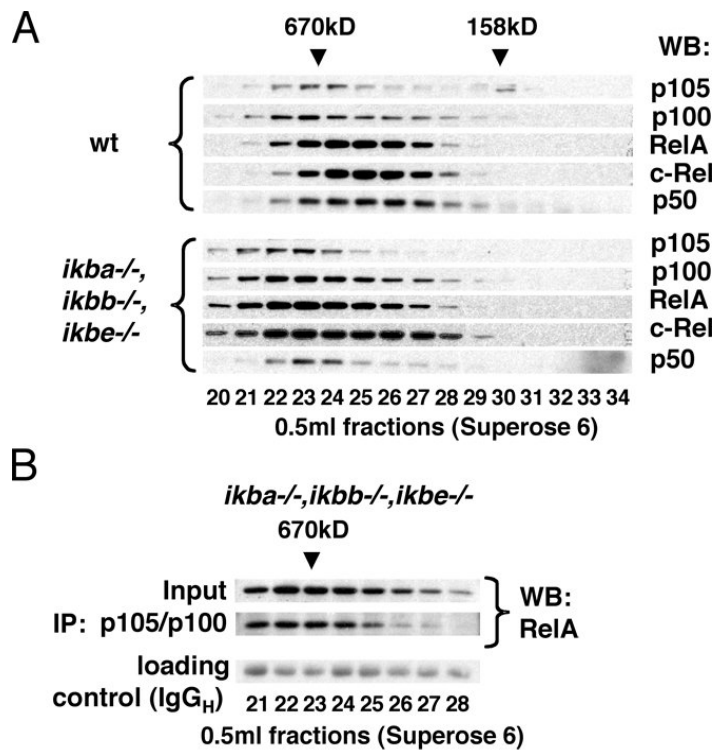 A
670kD 158kD WB:
wt
p105
p100
RelA
c-Rel
p50
ikba-/-,
ikbb-/-,
ikbe-/-
p105
p100
RelA
c-Rel
p50
20 21 22 23 24 25 26 27 28 29 30 31 32 33 34
0.5ml fractions (Superose 6)
B
ikba-/-,ikbb-/-,ikbe-/-
670kD
Input
IP: p105/p100
WB:
RelA
loading
control (IgGH)
21 22 23 24 25 26 27 28
0.5ml fractions (Superose 6)